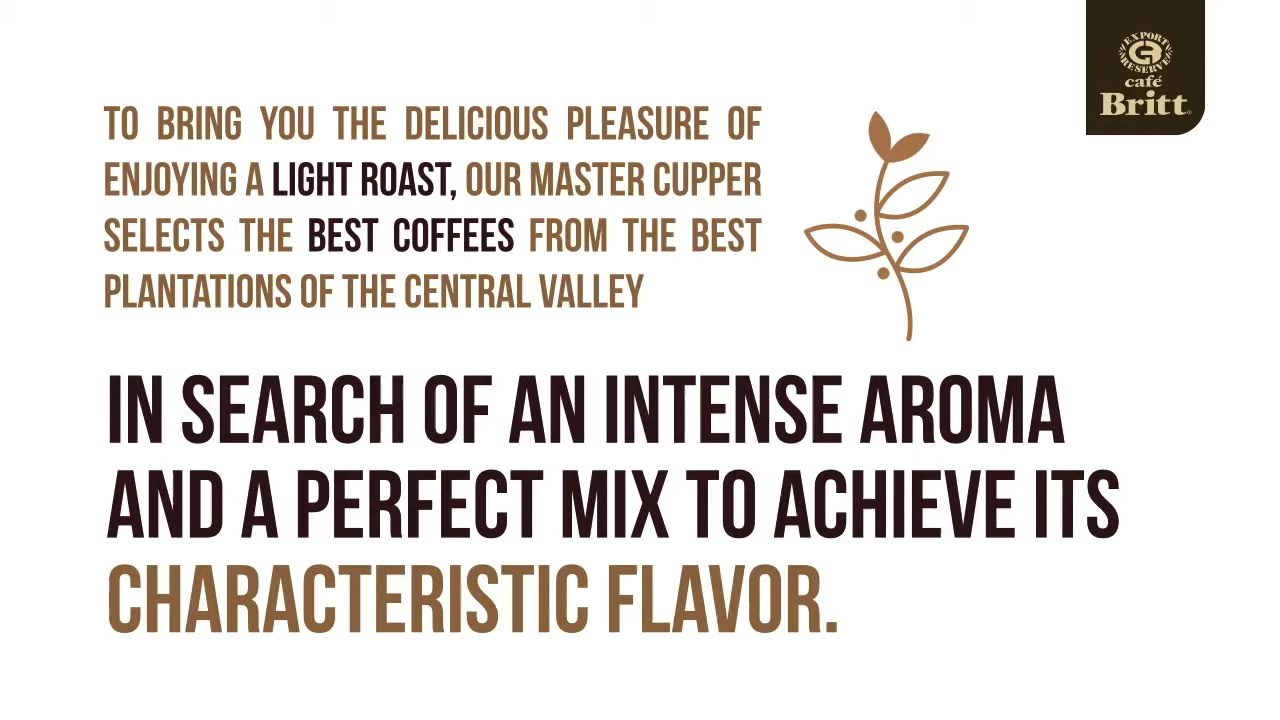 EXPORT
RESERVE
café
Britt
TO BRING YOU THE DELICIOUS PLEASURE OF
ENJOYING A LIGHT ROAST, OUR MASTER CUPPER
SELECTS THE BEST COFFEES FROM THE BEST
PLANTATIONS OF THE CENTRAL VALLEY
IN SEARCH OF AN INTENSE AROMA
AND A PERFECT MIX TO ACHIEVE ITS
CHARACTERISTIC FLAVOR.